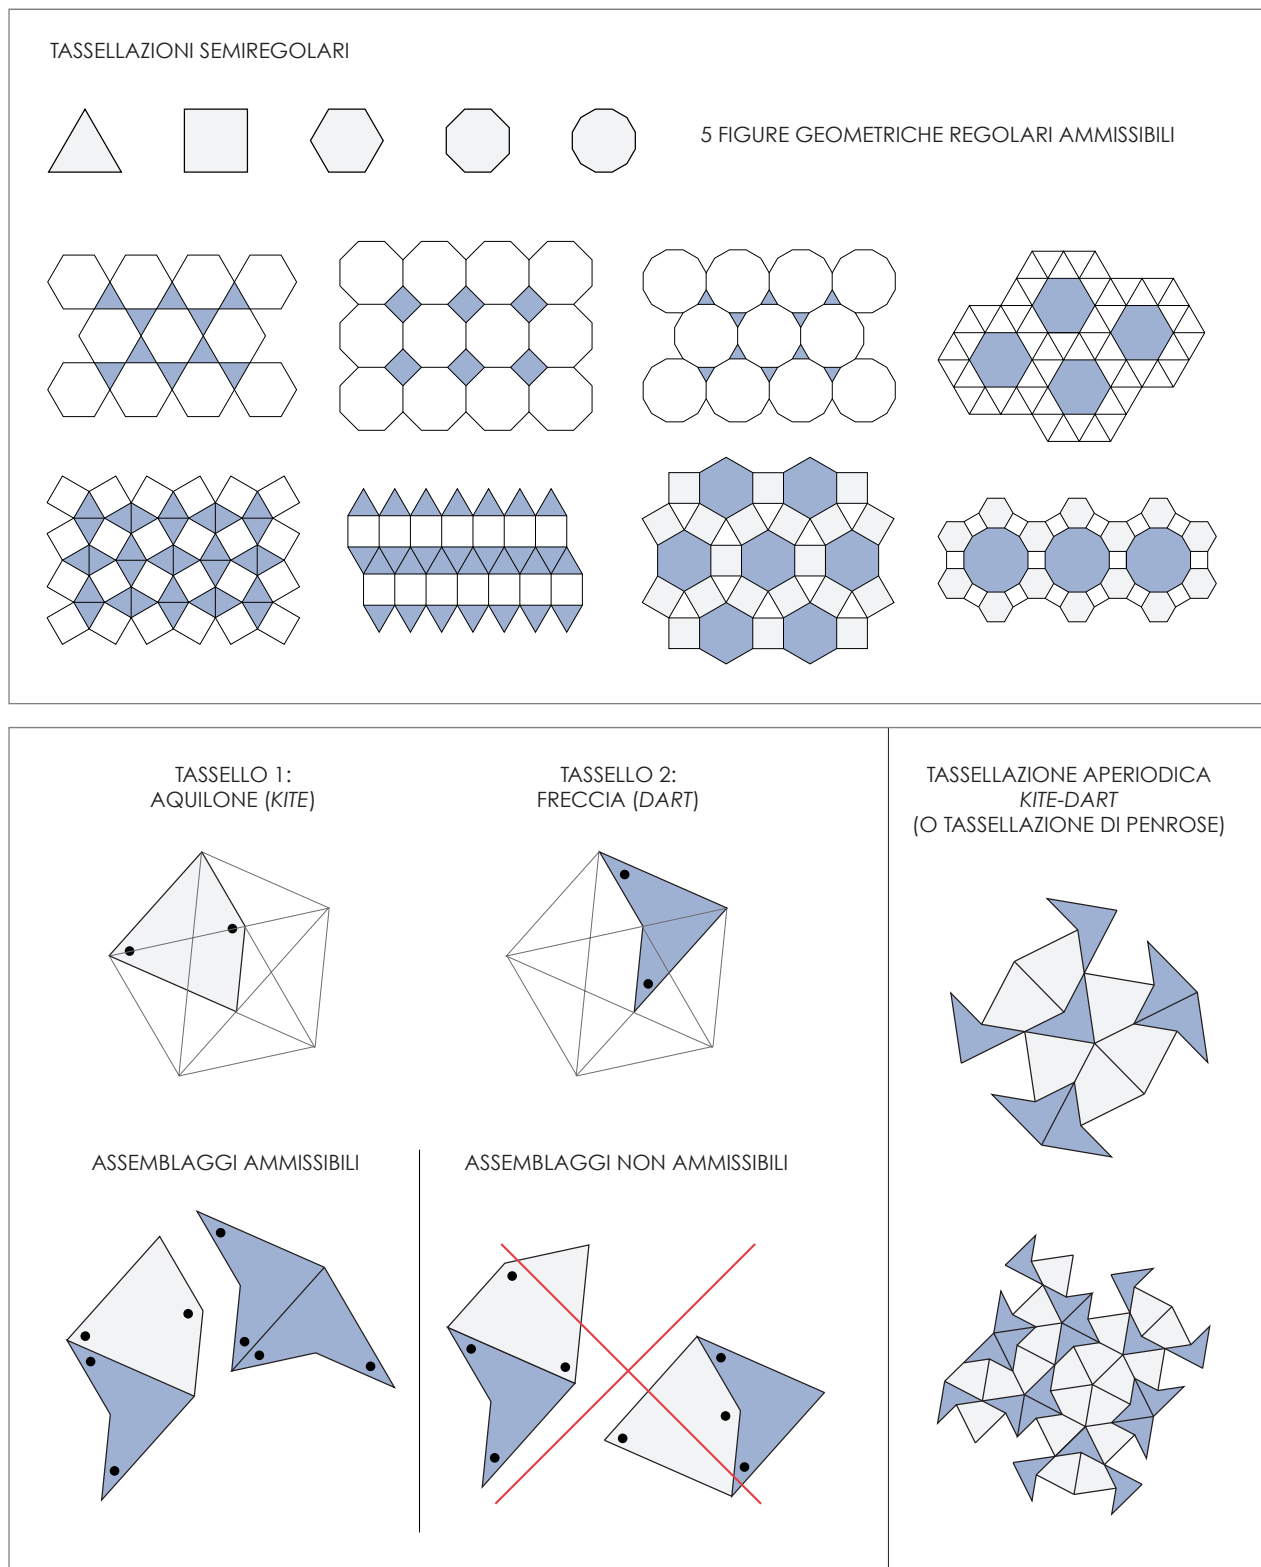 TASSELLAZIONI SEMIREGOLARI
5 FIGURE GEOMETRICHE REGOLARI AMMISSIBILI
TASSELLO 1:
AQUILONE (KITE)
TASSELLO 2:
FRECCIA (DART)
TASSELLAZIONE APERIODICA
KITE-DART
(O TASSELLAZIONE DI PENROSE)
ASSEMBLAGGI AMMISSIBILI
ASSEMBLAGGI NON AMMISSIBILI